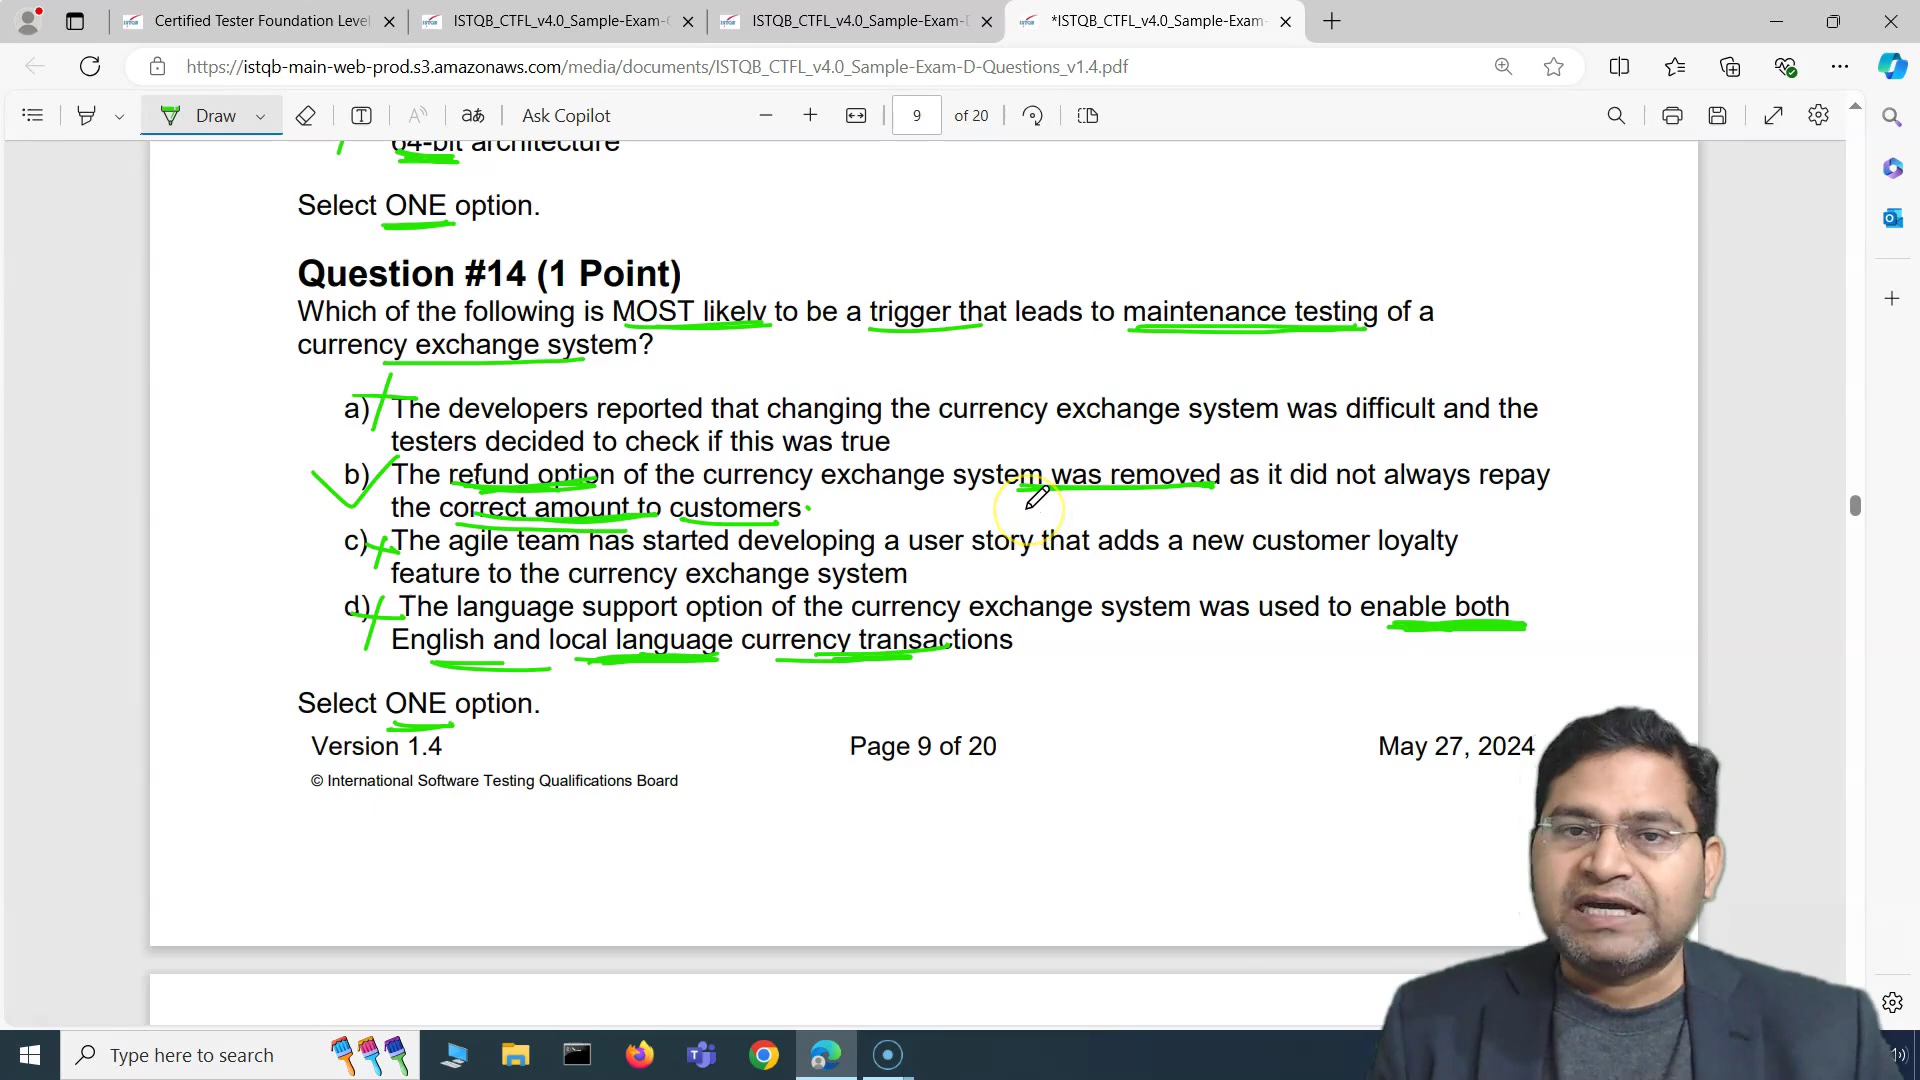 Certified Tester Foundation Level
ISTQB_CTFL_v4.0_Sample-Exam-
ISTQB_CTFL_v4.0_Sample-Exam-D
*ISTQB_CTFL_v4.0_Sample-Exam-
https://istqb-main-web-prod.s3.amazonaws.com/media/documents/ISTQB_CTFL_v4.0_Sample-Exam-D-Questions_v1.4.pdf
Draw
Ask Copilot
9 of 20
64-bit architecture
Select ONE option.
Question #14 (1 Point)
Which of the following is MOST likely to be a trigger that leads to maintenance testing of a
currency exchange system?
a) The developers reported that changing the currency exchange system was difficult and the
testers decided to check if this was true
b) The refund option of the currency exchange system was removed as it did not always repay
the correct amount to customers
c) The agile team has started developing a user story that adds a new customer loyalty
feature to the currency exchange system
d) The language support option of the currency exchange system was used to enable both
English and local language currency transactions
Select ONE option.
Version 1.4 Page 9 of 20 May 27, 2024
© International Software Testing Qualifications Board
Type here to search